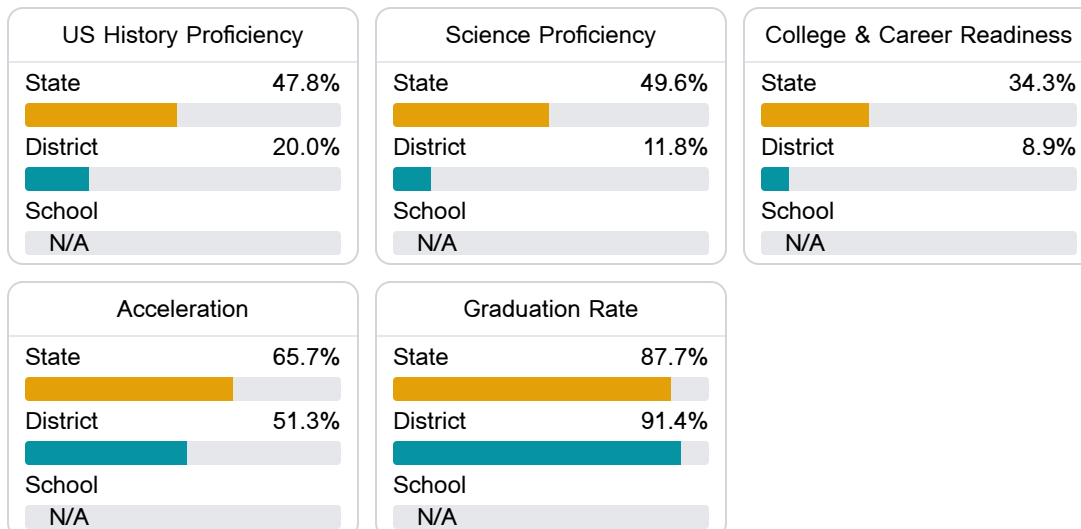 US History Proficiency
State 47.8%
District 20.0%
School
N/A
Science Proficiency
State 49.6%
District 11.8%
School
N/A
College & Career Readiness
State 34.3%
District 8.9%
School
N/A
Acceleration
State 65.7%
District 51.3%
School
N/A
Graduation Rate
State 87.7%
District 91.4%
School
N/A